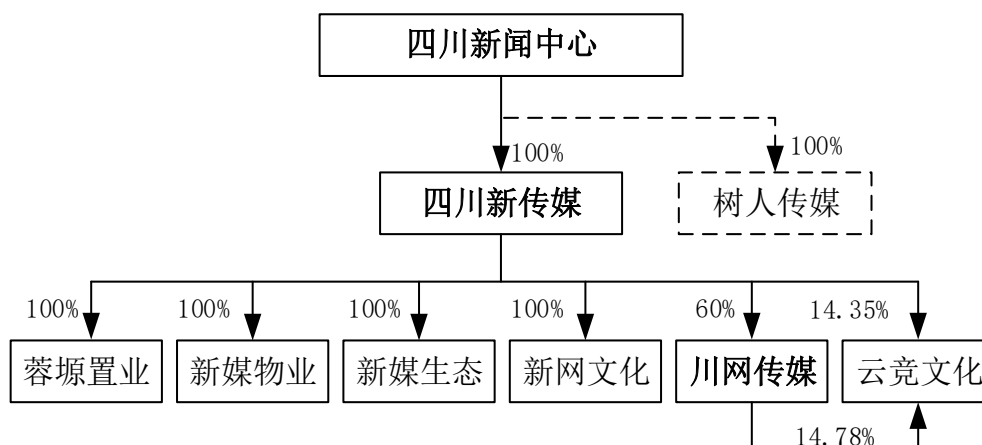 四川新闻中心
100%
100%
四川新传媒
树人传媒
100%
100%
100%
100%
60%
14.35%
蓉塬置业
新媒物业
新媒生态
新网文化
川网传媒
云竞文化
14.78%